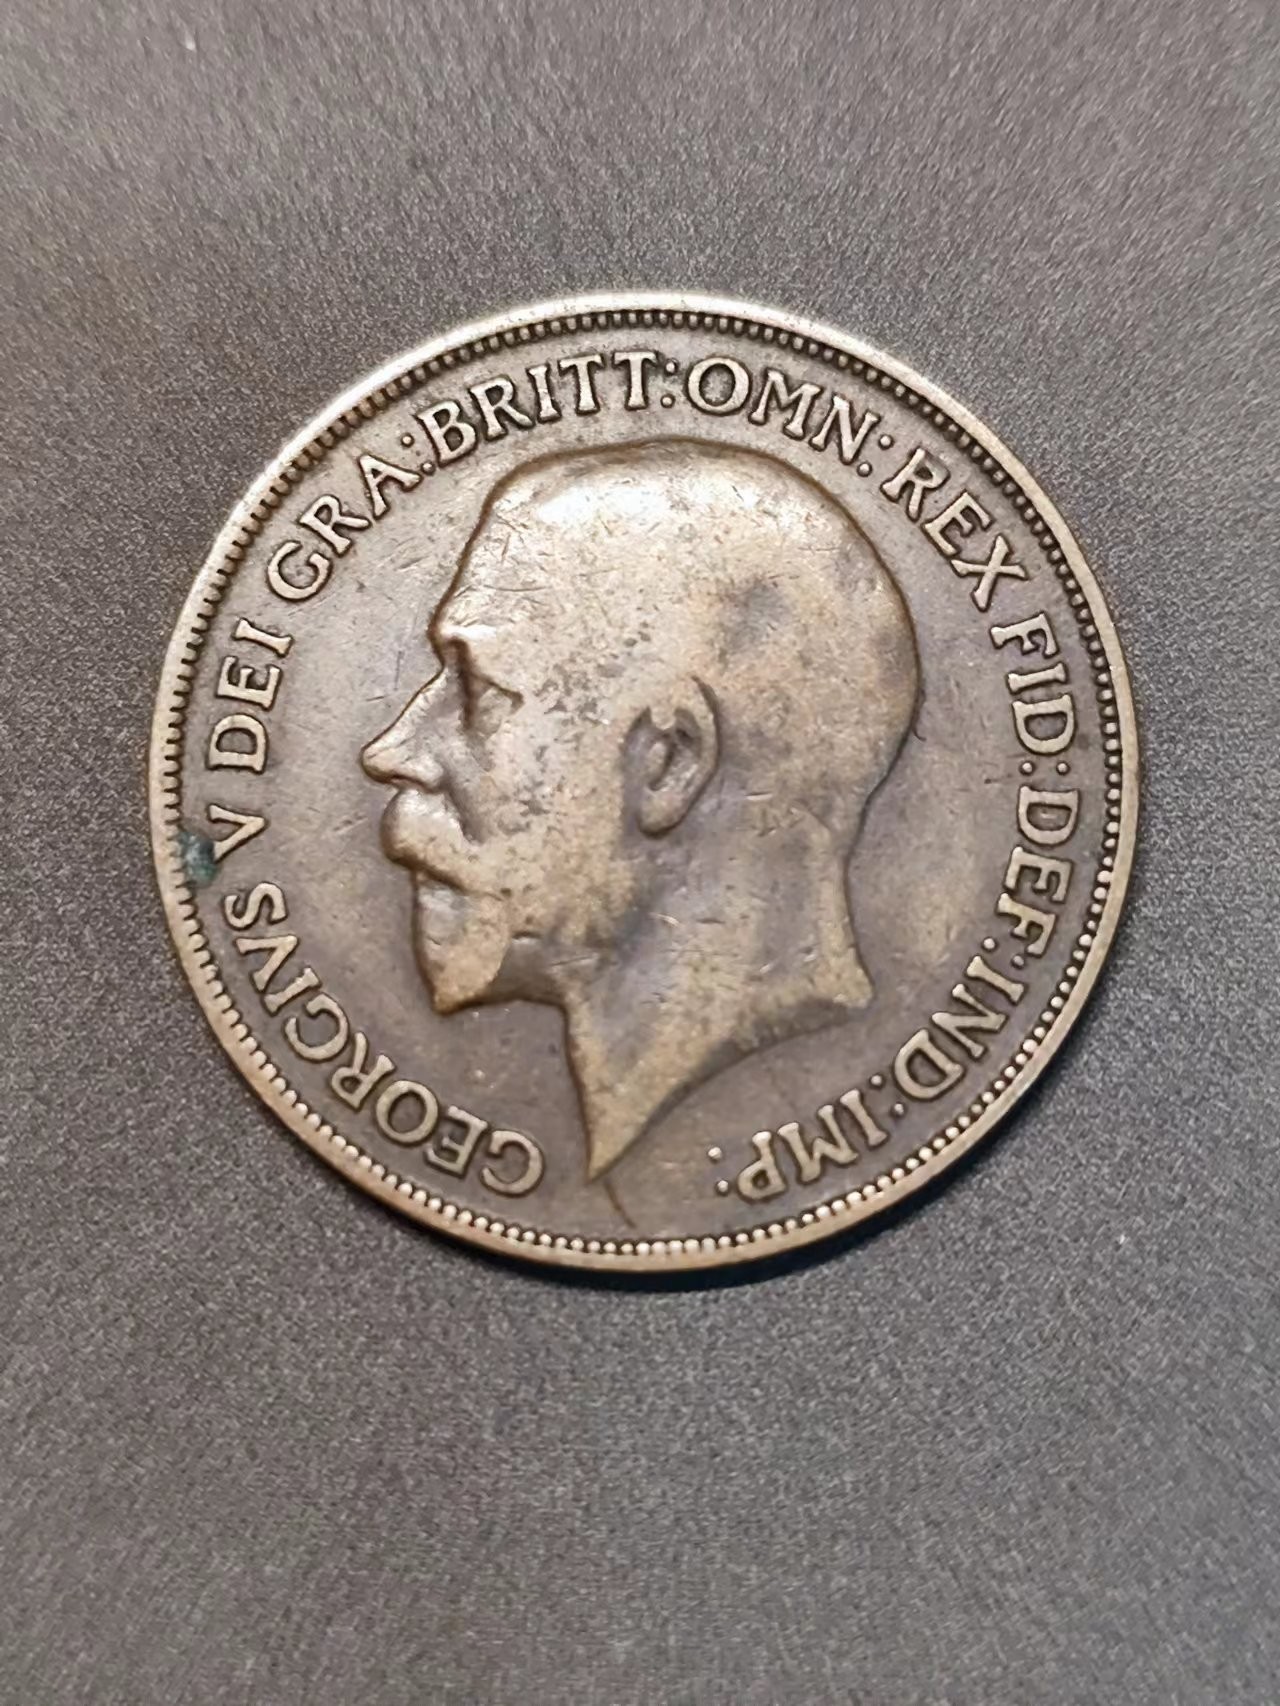 GEORGIVS V DEI GRA:BRITT:OMN:REX FID:DEF:IND:IMP: